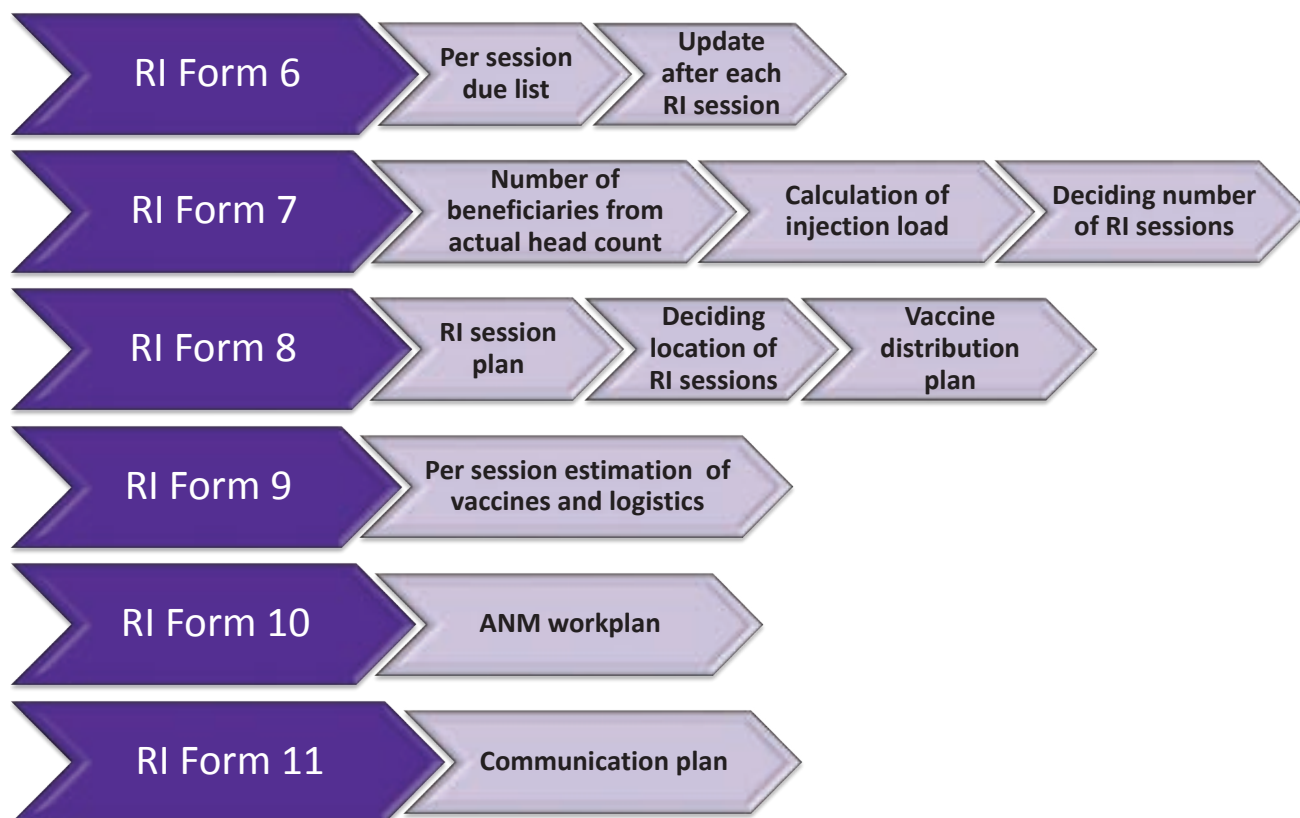 RI Form 6
Per session
due list
Update
after each
RI session
RI Form 7
Number of
beneficiaries from
actual head count
Calculation of
injection load
Deciding number
of RI sessions
RI Form 8
RI session
plan
Deciding
location of
RI sessions
Vaccine
distribution
plan
RI Form 9
Per session estimation of
vaccines and logistics
RI Form 10
ANM workplan
RI Form 11
Communication plan